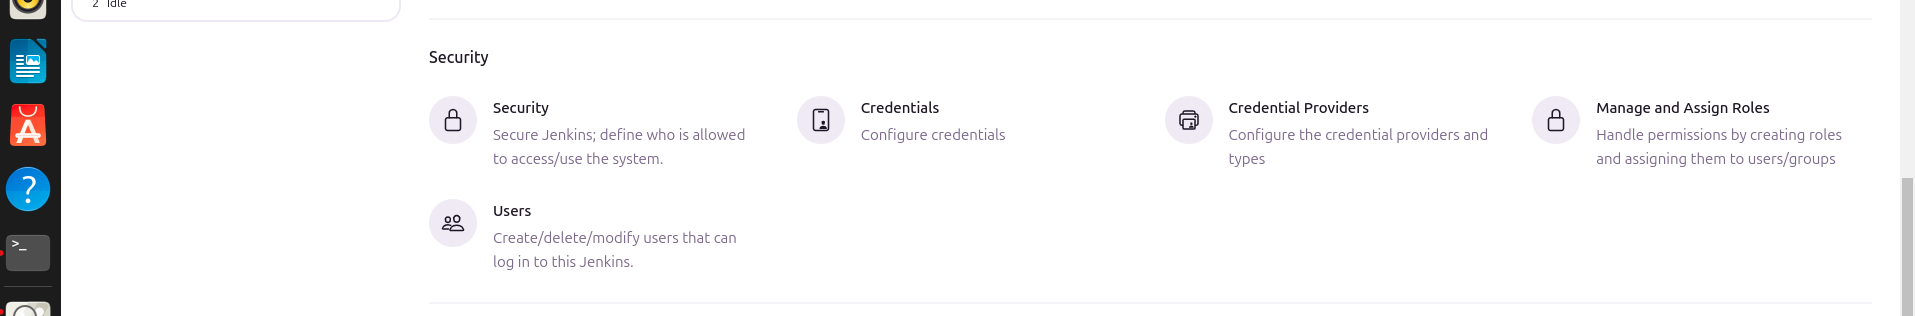 2 Idle
Security
Security
Secure Jenkins; define who is allowed
to access/use the system.
Credentials
Configure credentials
Credential Providers
Configure the credential providers and
types
Manage and Assign Roles
Handle permissions by creating roles
and assigning them to users/groups
Users
Create/delete/modify users that can
log in to this Jenkins.
A
?
>_